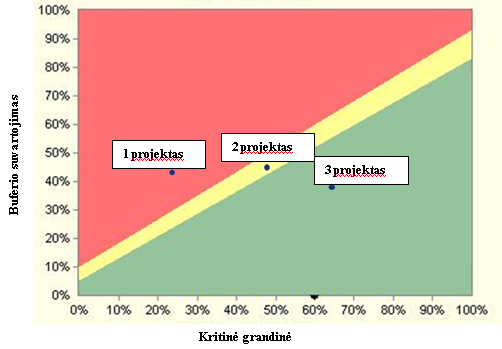 100%
90%
80%
70%
60%
50%
40%
30%
20%
10%
0%
Buferio suvartojimas
1 projektas
2 projektas
3 projektas
0% 10% 20% 30% 40% 50% 60% 70% 80% 90% 100%
Kritinė grandinė